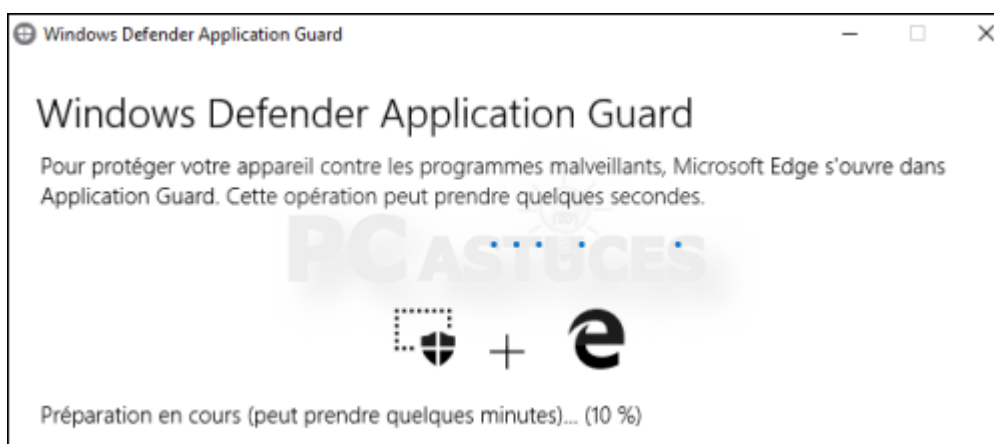 Windows Defender Application Guard
Windows Defender Application Guard
Pour protéger votre appareil contre les programmes malveillants, Microsoft Edge s'ouvre dans
Application Guard. Cette opération peut prendre quelques secondes.
PC ASTUCES
Préparation en cours (peut prendre quelques minutes)... (10 %)